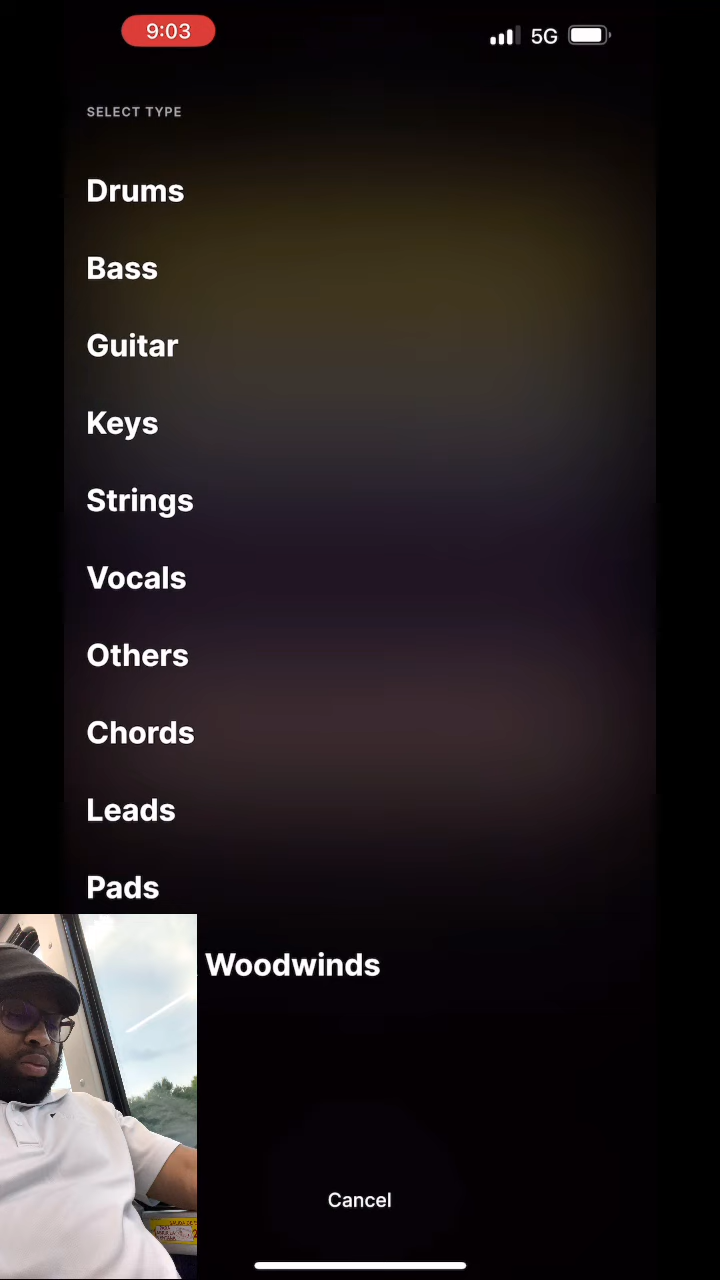 9:03
5G
SELECT TYPE
Drums
Bass
Guitar
Keys
Strings
Vocals
Others
Chords
Leads
Pads
Woodwinds
Cancel